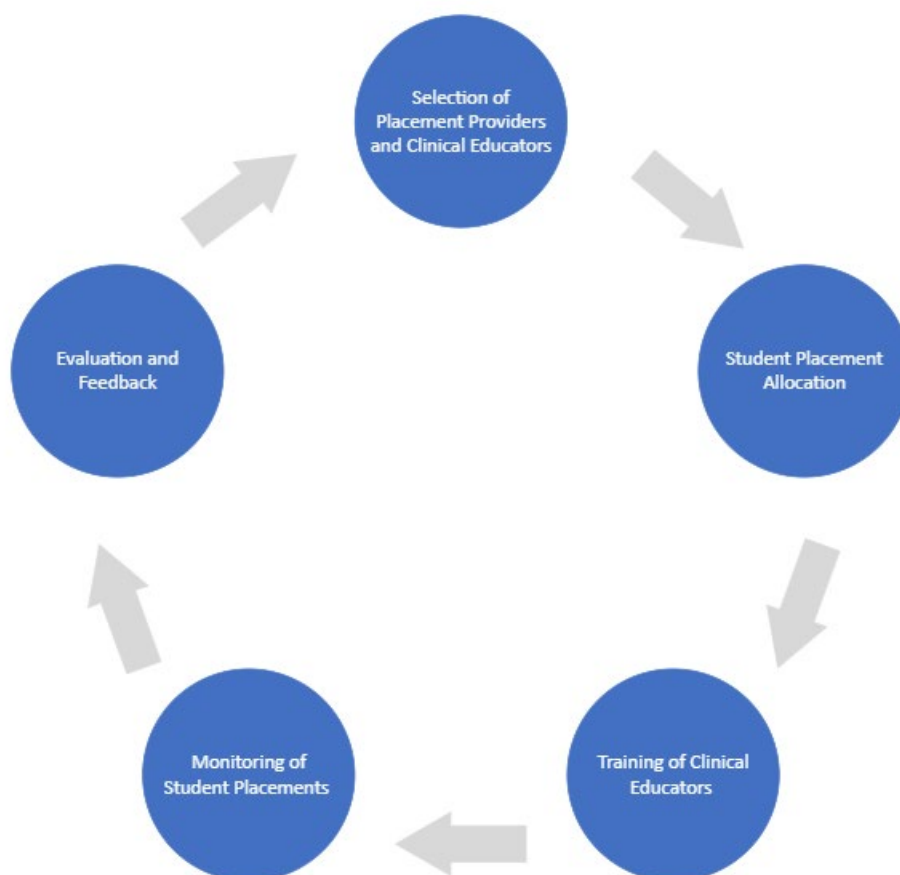 Selection of
Placement Providers
and Clinical Educators
Student Placement
Allocation
Training of Clinical
Educators
Monitoring of
Student Placements
Evaluation and
Feedback